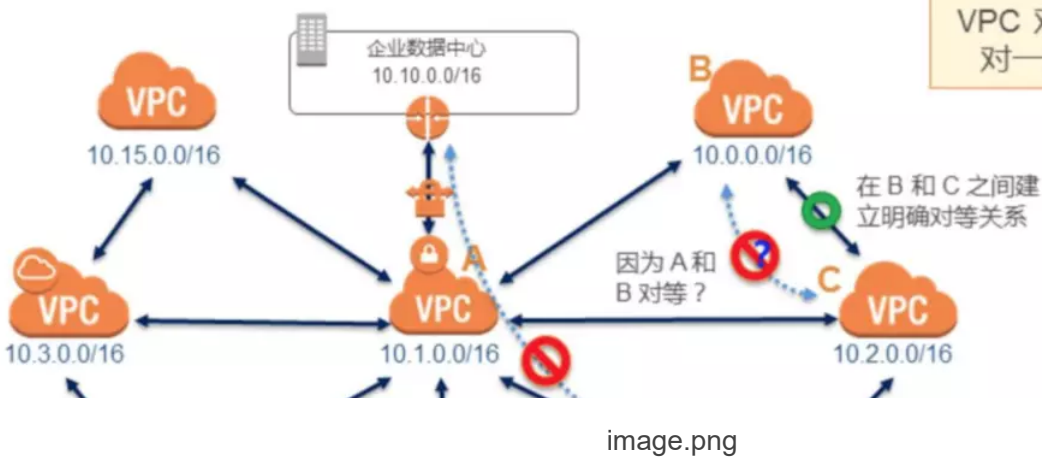 VPC
对一
企业数据中心
10.10.0.0/16
B
VPC
VPC
10.15.0.0/16
10.0.0.0/16
在 B 和 C 之间建
立明确对等关系
A
因为 A 和
B 对等？
?
C
VPC
VPC
VPC
10.3.0.0/16
10.1.0.0/16
10.2.0.0/16
image.png